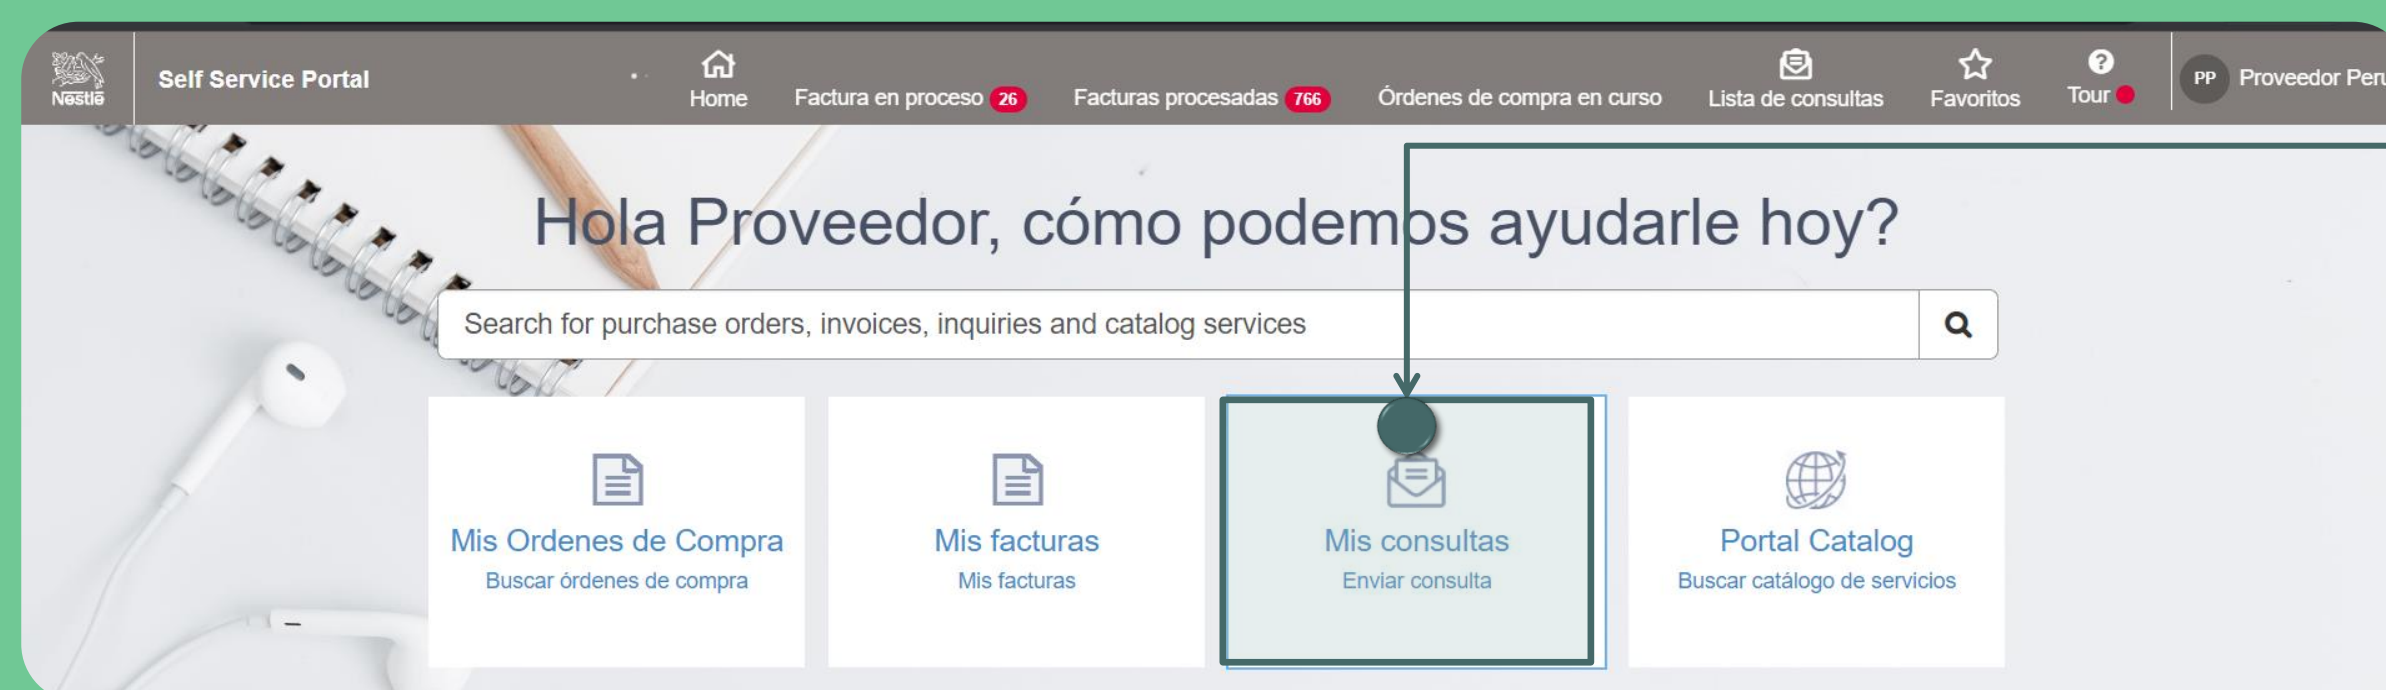 Nestlē
Self Service Portal
Home
Factura en proceso 26
Facturas procesadas 766
Órdenes de compra en curso
Lista de consultas
Favoritos
Tour
PP Proveedor Peru
Hola Proveedor, cómo podemos ayudarle hoy?
Search for purchase orders, invoices, inquiries and catalog services
Mis Ordenes de Compra
Buscar órdenes de compra
Mis facturas
Mis facturas
Mis consultas
Enviar consulta
Portal Catalog
Buscar catálogo de servicios